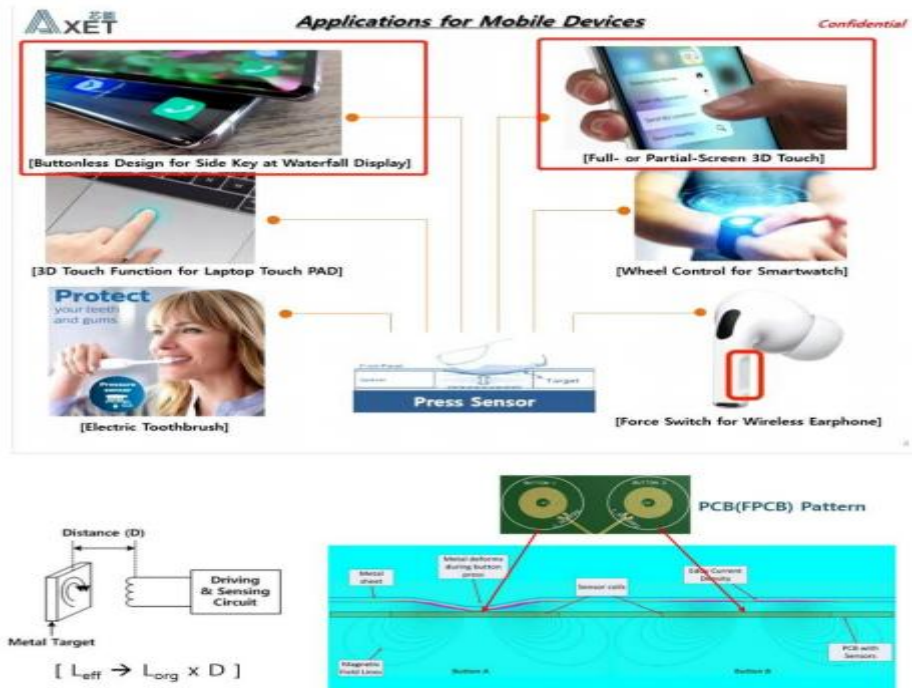 AXET 芯能
Applications for Mobile Devices
Confidential
[Buttonless Design for Side Key at Waterfall Display]
[Full- or Partial-Screen 3D Touch]
[3D Touch Function for Laptop Touch PAD]
[Wheel Control for Smartwatch]
Protect
your teeth
and gums
Pressure
sensor
[Electric Toothbrush]
Target
Press Sensor
[Force Switch for Wireless Earphone]
PCB(FPCB) Pattern
Distance (D)
Driving
& Sensing
Circuit
Metal Target
[ Leff → Lorg x D ]
Metal
sheet
Metal deforms
during button
press
Sensor coils
Eddy Current
Density
Magnetic
Field Lines
Button A
Button B
PCB with
Sensors